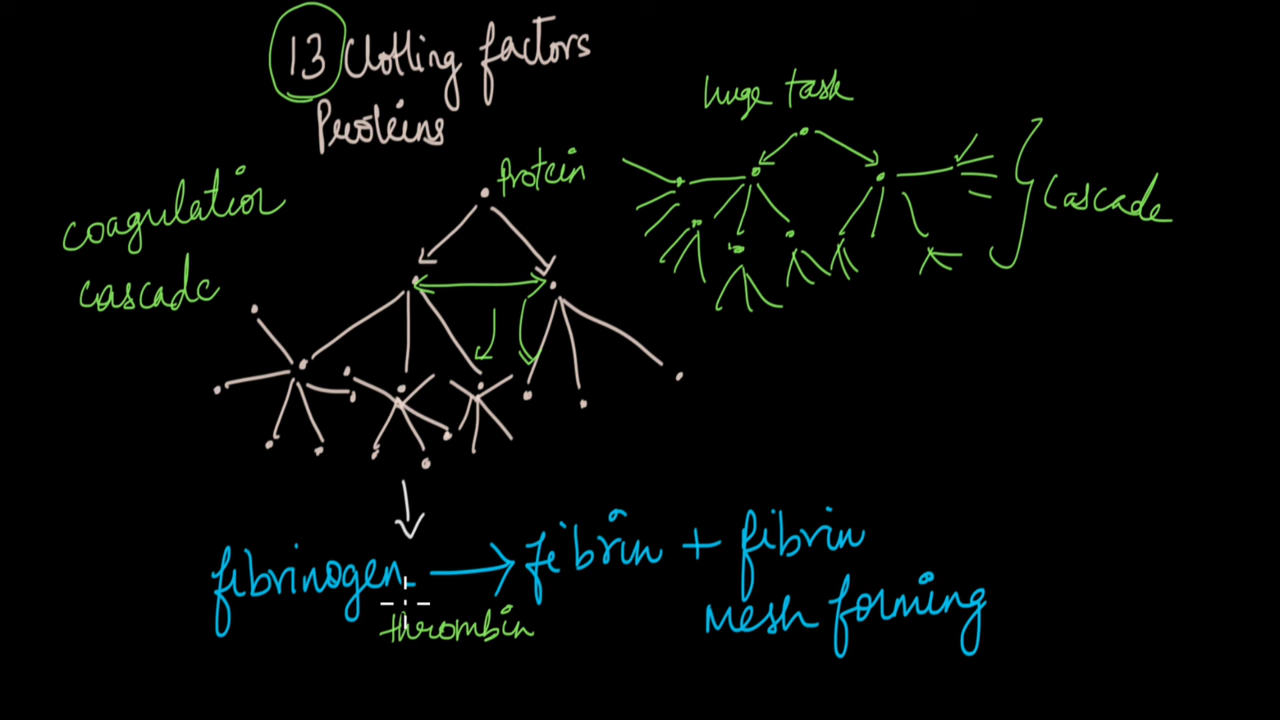 13 Clotting factors
Proteins
huge task
Protein
cascade
coagulation
cascade
fibrinogen → fibrin + fibrin
thrombin
mesh forming